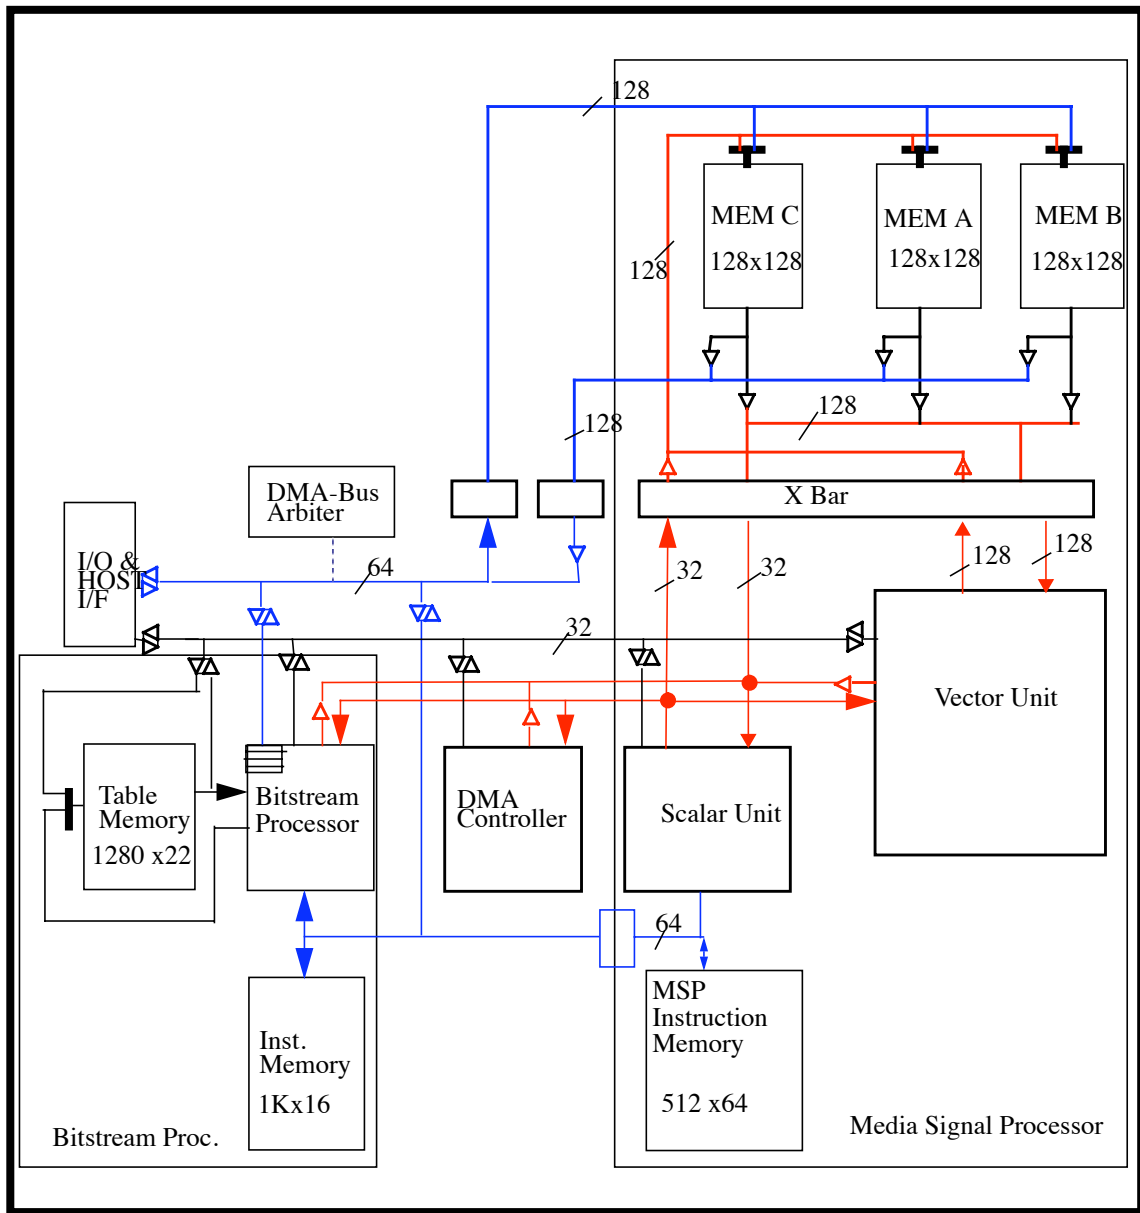 128
MEM C
128x128
MEM A
128x128
MEM B
128x128
128
128
128
X Bar
DMA-Bus
Arbiter
I/O &
HOST
I/F
64
32
32
128
128
32
Vector Unit
Table
Memory
1280 x22
Bitstream
Processor
DMA
Controller
Scalar Unit
64
MSP
Instruction
Memory
512 x64
Inst.
Memory
1Kx16
Bitstream Proc.
Media Signal Processor